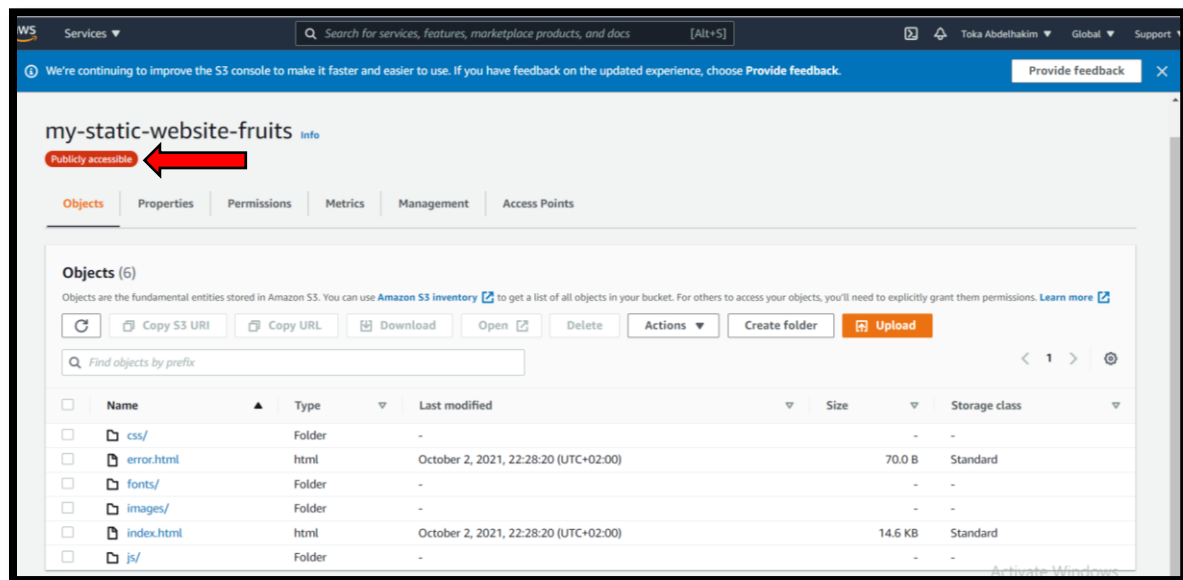 aws Services ▼ Search for services, features, marketplace products, and docs [Alt+S] Toka Abdelhakim ▼ Global ▼ Support
We're continuing to improve the S3 console to make it faster and easier to use. If you have feedback on the updated experience, choose Provide feedback. Provide feedback
my-static-website-fruits Info
Publicly accessible
Objects Properties Permissions Metrics Management Access Points
Objects (6)
Objects are the fundamental entities stored in Amazon S3. You can use Amazon S3 inventory to get a list of all objects in your bucket. For others to access your objects, you'll need to explicitly grant them permissions. Learn more
Copy S3 URI Copy URL Download Open Delete Actions ▼ Create folder Upload
Find objects by prefix 1
Name ▲ Type Last modified Size Storage class
css/ Folder - - -
error.html html October 2, 2021, 22:28:20 (UTC+02:00) 70.0 B Standard
fonts/ Folder - - -
images/ Folder - - -
index.html html October 2, 2021, 22:28:20 (UTC+02:00) 14.6 KB Standard
js/ Folder - - -
Activate Windows